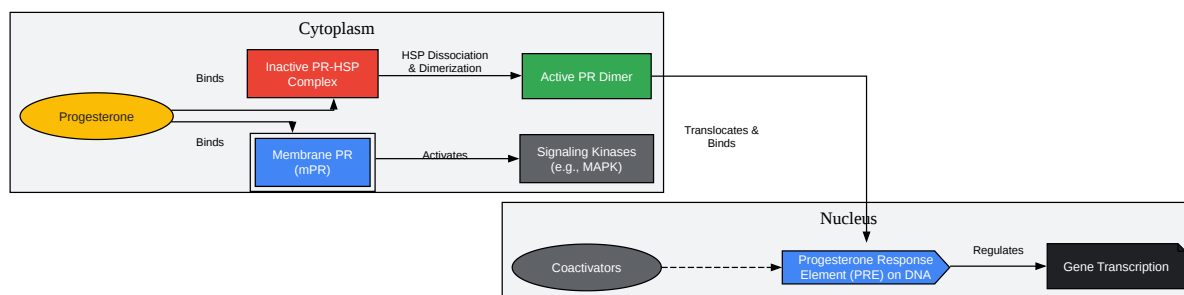 Cytoplasm
Binds
Inactive PR-HSP
Complex
HSP Dissociation
& Dimerization
Active PR Dimer
Progesterone
Binds
Membrane PR
(mPR)
Activates
Signaling Kinases
(e.g., MAPK)
Translocates &
Binds
Nucleus
Coactivators
Progesterone Response
Element (PRE) on DNA
Regulates
Gene Transcription